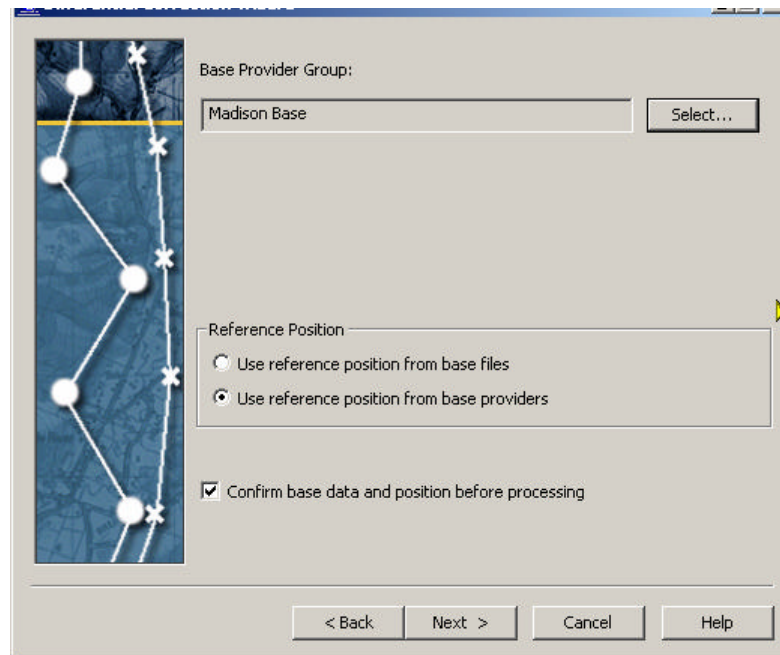 Base Provider Group:
Madison Base
Select...
Reference Position
Use reference position from base files
Use reference position from base providers
Confirm base data and position before processing
< Back
Next >
Cancel
Help